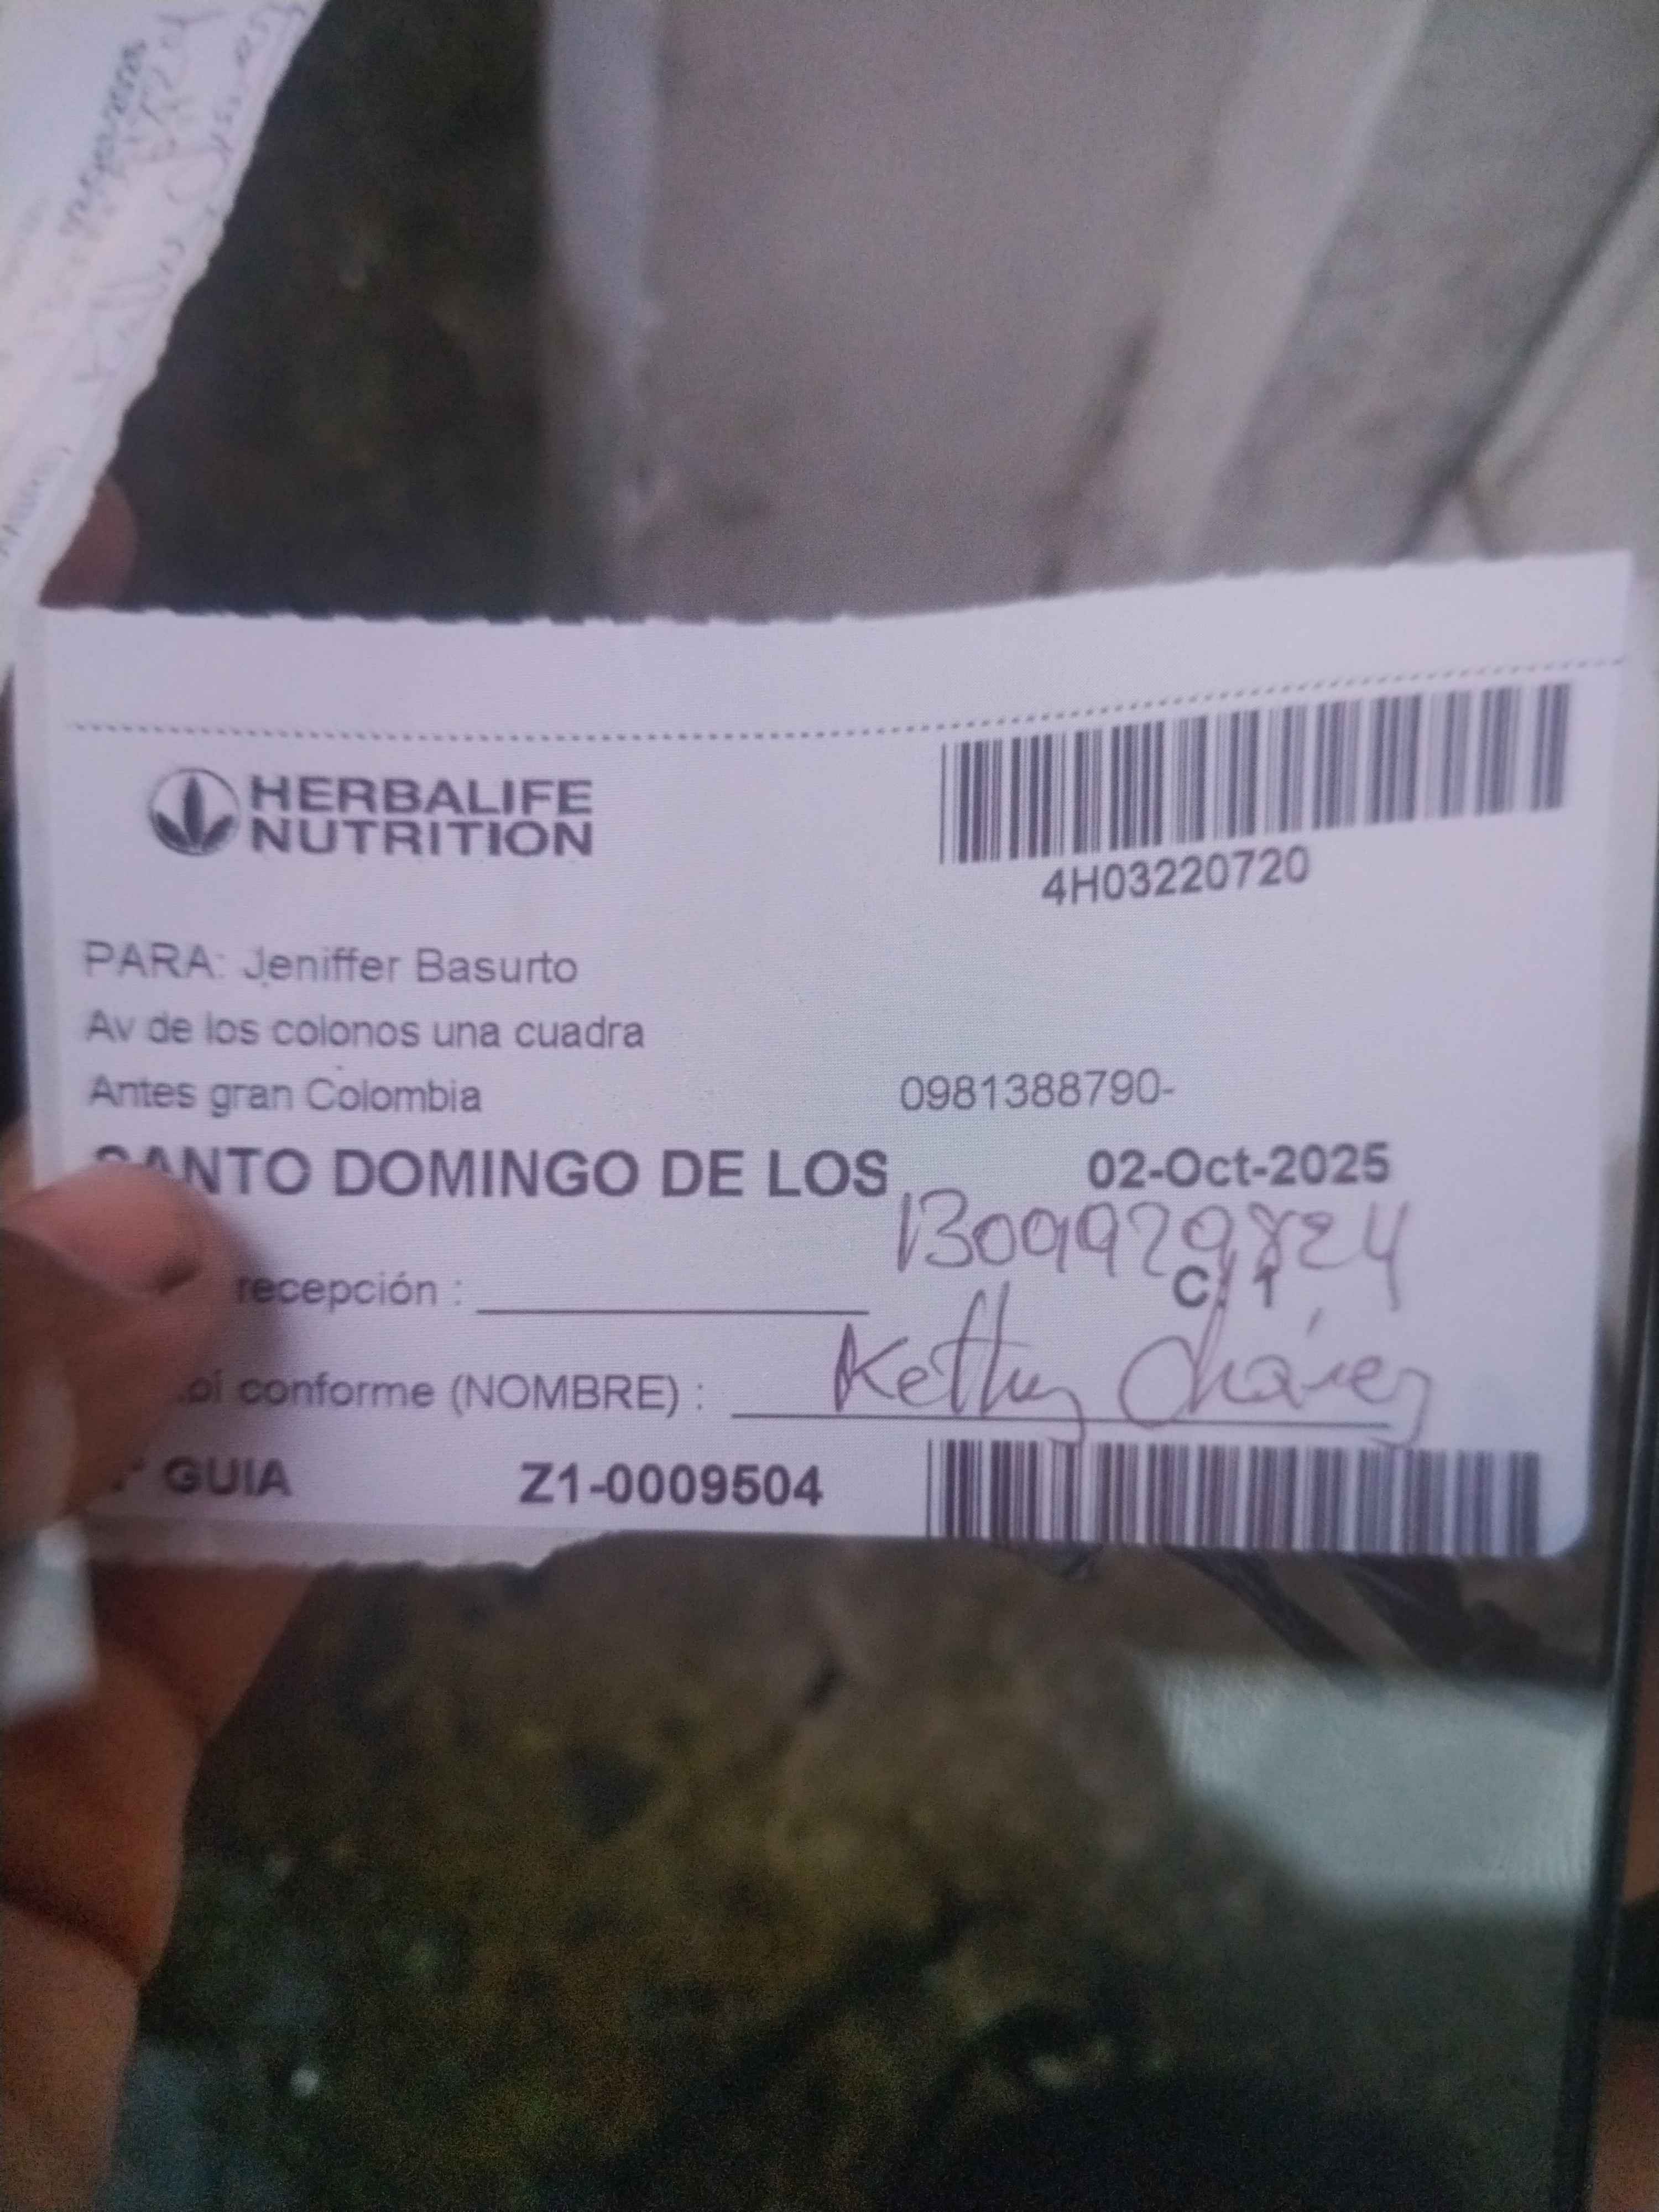 HERBALIFE
NUTRITION
4H03220720
PARA: Jeniffer Basurto
Av de los colonos una cuadra
Antes gran Colombia
0981388790-
SANTO DOMINGO DE LOS
02-Oct-2025
1309929824
C/ 1
recepción :
conforme (NOMBRE) : Ketty Chávez
GUIA Z1-0009504